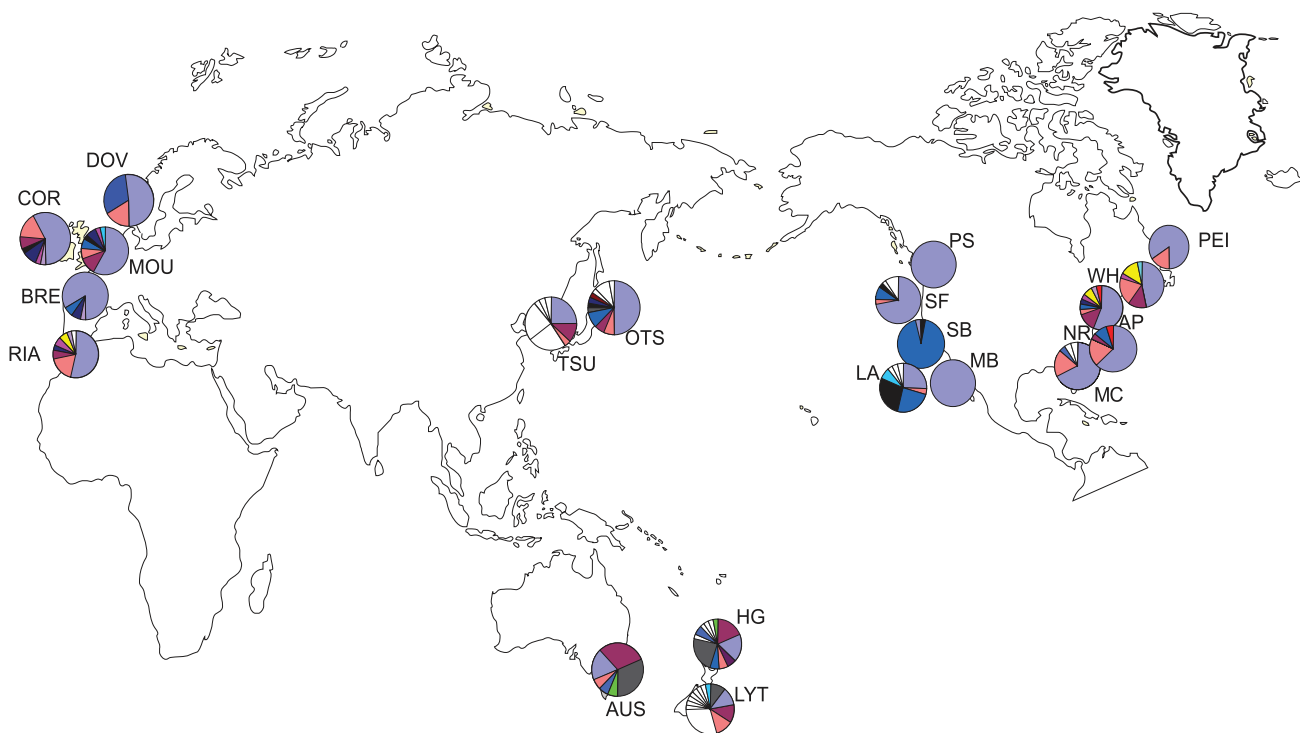 DOV
COR
MOU
BRE
RIA
OTS
TSU
PS
SF
SB
LA
MB
PEI
WH
NR
AP
MC
HG
LYT
AUS